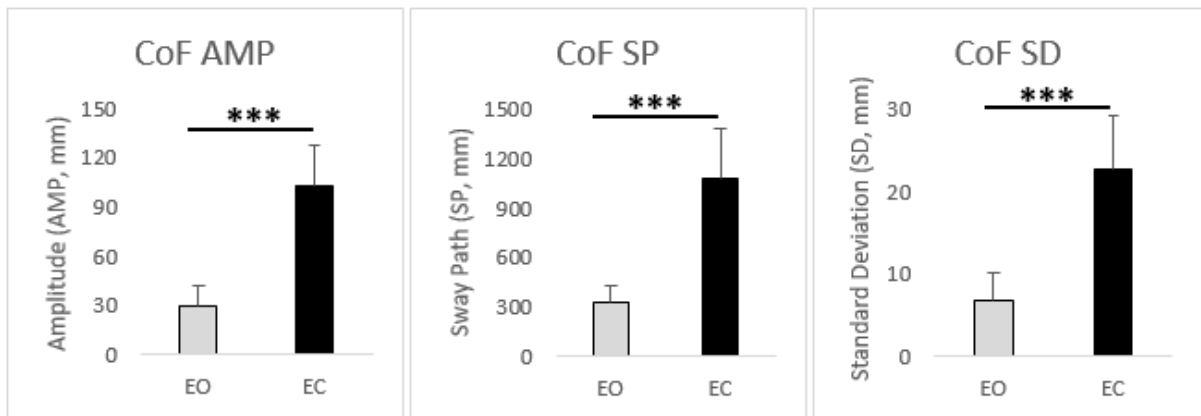 CoF AMP
***
Amplitude (AMP, mm)
150
120
90
60
30
0
EO EC
CoF SP
***
Sway Path (SP, mm)
1500
1200
900
600
300
0
EO EC
CoF SD
***
Standard Deviation (SD, mm)
30
20
10
0
EO EC